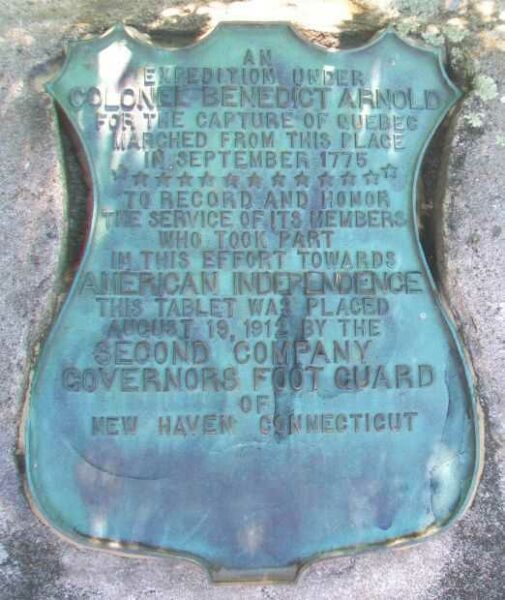 AN
EXPEDITION UNDER
COLONEL BENEDICT ARNOLD
FOR THE CAPTURE OF QUEBEC
MARCHED FROM THIS PLACE
IN SEPTEMBER 1775
TO RECORD AND HONOR
THE SERVICE OF ITS MEMBERS
WHO TOOK PART
IN THIS EFFORT TOWARDS
AMERICAN INDEPENDENCE
THIS TABLET WAS PLACED
AUGUST 19, 1912 BY THE
SECOND COMPANY
GOVERNORS FOOT GUARD
OF
NEW HAVEN CONNECTICUT